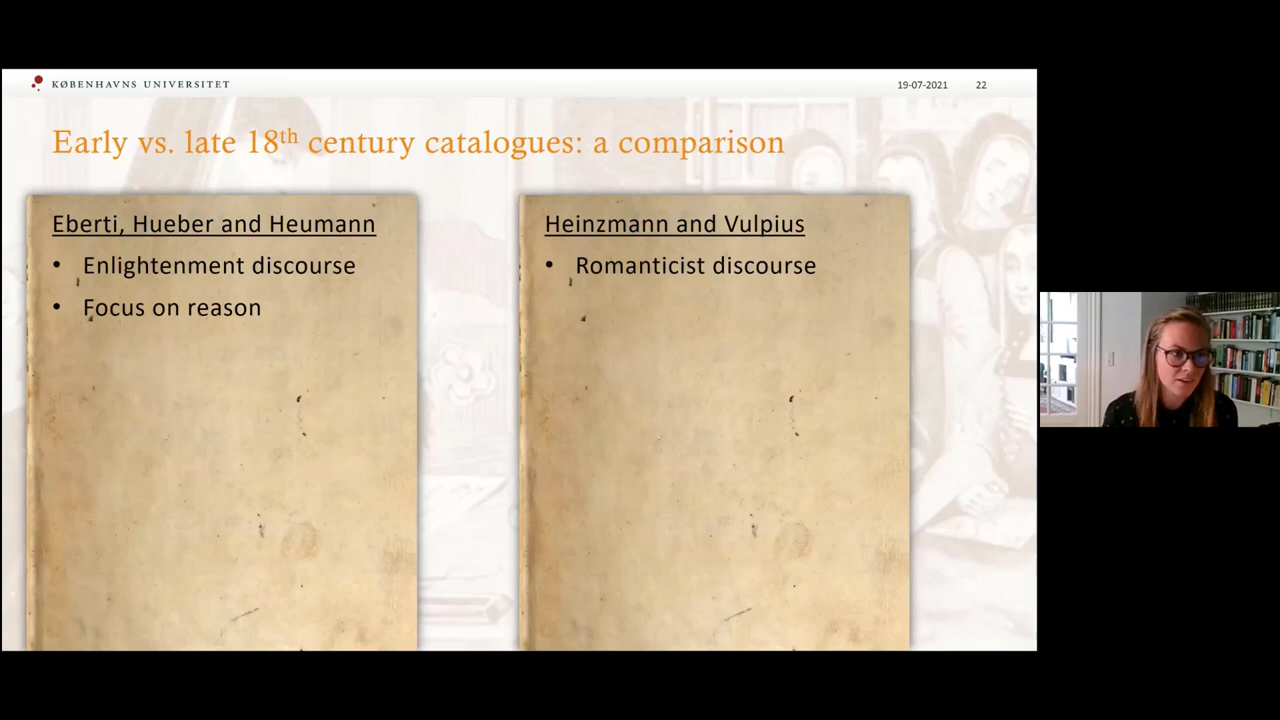 KØBENHAVNS UNIVERSITET
19-07-2021 22
Early vs. late 18th century catalogues: a comparison
Eberti, Hueber and Heumann
• Enlightenment discourse
• Focus on reason
Heinzmann and Vulpius
• Romanticist discourse